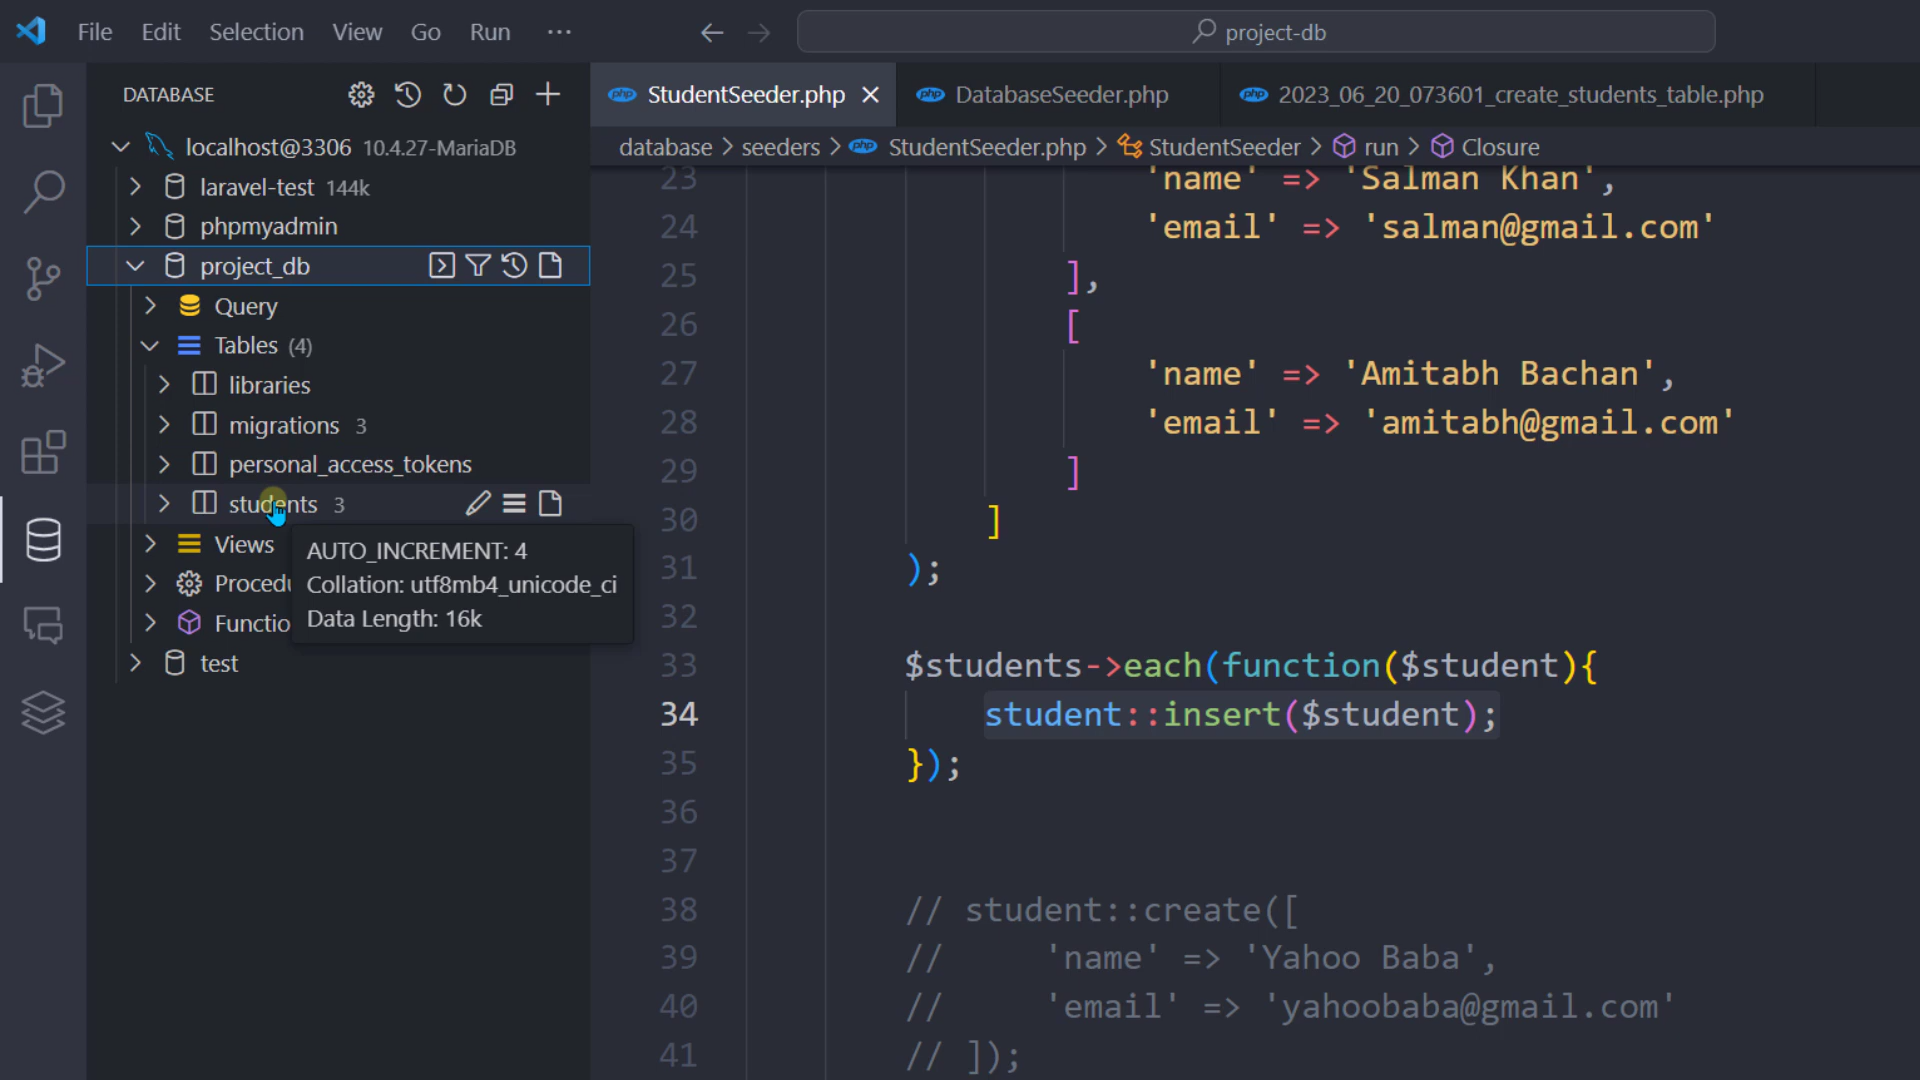 File Edit Selection View Go Run ···
project-db
DATABASE
localhost@3306 10.4.27-MariaDB
laravel-test 144k
phpmyadmin
project_db
Query
Tables (4)
libraries
migrations 3
personal_access_tokens
students 3
Views
Procedu
Functio
test
AUTO_INCREMENT: 4
Collation: utf8mb4_unicode_ci
Data Length: 16k
php StudentSeeder.php
php DatabaseSeeder.php
php 2023_06_20_073601_create_students_table.php
database > seeders > php StudentSeeder.php > StudentSeeder > run > Closure
23 'name' => 'Salman Khan',
24 'email' => 'salman@gmail.com'
25 ],
26 [
27 'name' => 'Amitabh Bachan',
28 'email' => 'amitabh@gmail.com'
29 ]
30 ]
31 );
32
33 $students->each(function($student){
34 student::insert($student);
35 });
36
37
38 // student::create([
39 // 'name' => 'Yahoo Baba',
40 // 'email' => 'yahoobaba@gmail.com'
41 // ]);